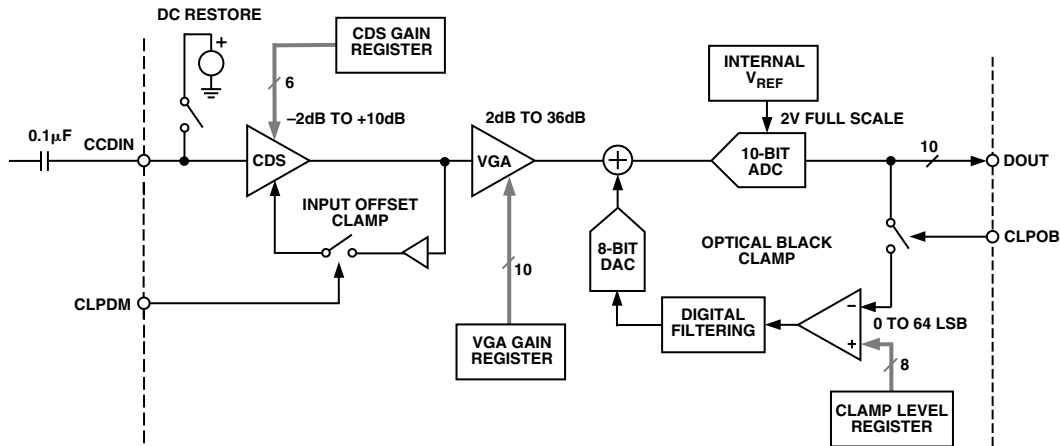 DC RESTORE
+
CDS GAIN
REGISTER
6
–2dB TO +10dB
0.1µF
CCDIN
CDS
INPUT OFFSET
CLAMP
CLPDM
2dB TO 36dB
VGA
10
VGA GAIN
REGISTER
+
8-BIT
DAC
INTERNAL
VREF
2V FULL SCALE
10-BIT
ADC
10
DOUT
CLPOB
OPTICAL BLACK
CLAMP
DIGITAL
FILTERING
–
+
0 TO 64 LSB
8
CLAMP LEVEL
REGISTER